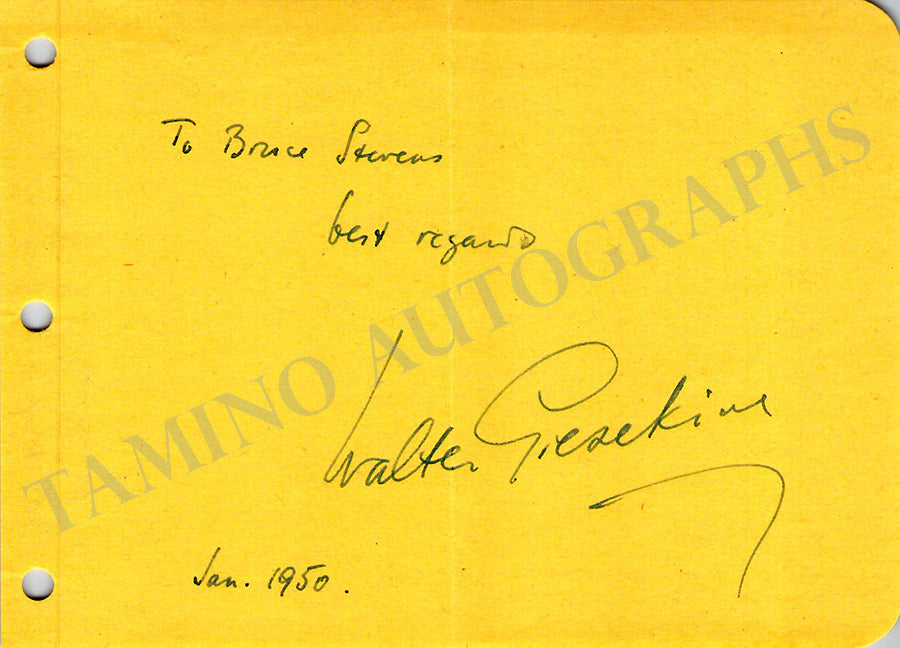 To Bruce Stevens
best regards
TAMINO AUTOGRAPHS
Walter Gieseking
Jan. 1950.